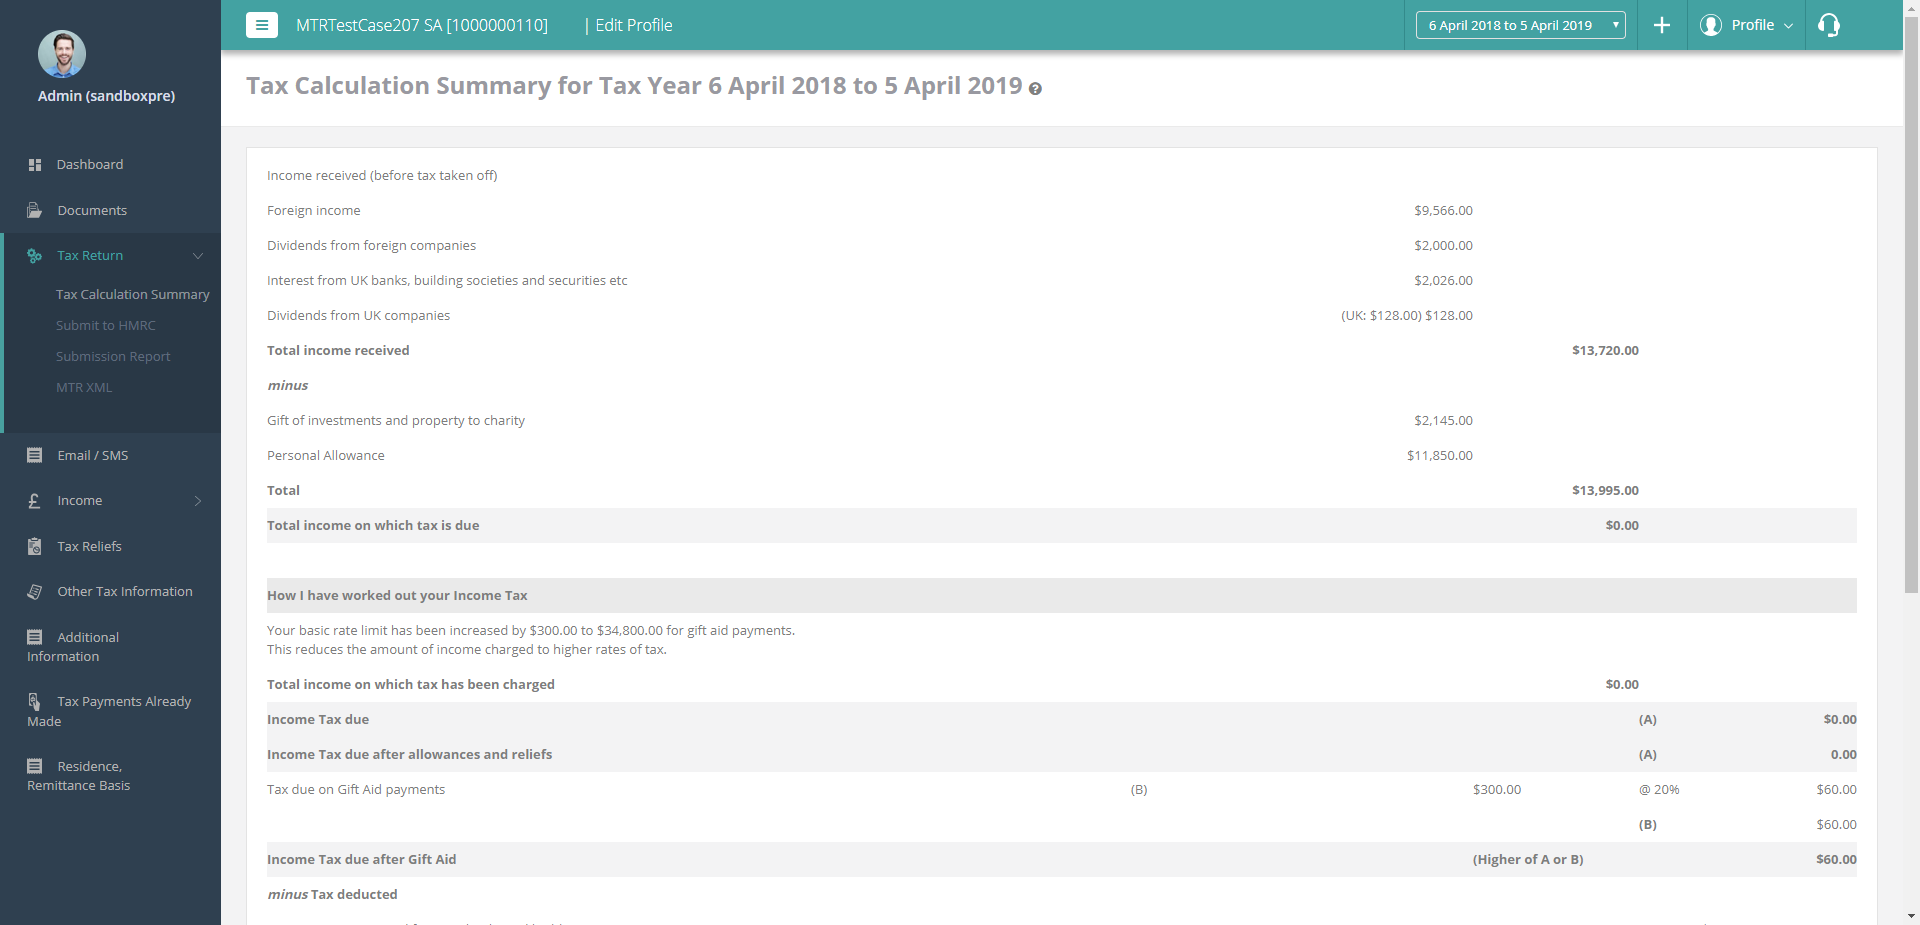 MTRTestCase207 SA [1000000110] | Edit Profile
6 April 2018 to 5 April 2019
Profile
Admin (sandboxpre)
Dashboard
Documents
Tax Return
Tax Calculation Summary
Submit to HMRC
Submission Report
MTR XML
Email / SMS
£ Income
Tax Reliefs
Other Tax Information
Additional
Information
Tax Payments Already
Made
Residence,
Remittance Basis
Tax Calculation Summary for Tax Year 6 April 2018 to 5 April 2019 ?
Income received (before tax taken off)
Foreign income $9,566.00
Dividends from foreign companies $2,000.00
Interest from UK banks, building societies and securities etc $2,026.00
Dividends from UK companies (UK: $128.00) $128.00
Total income received $13,720.00
minus
Gift of investments and property to charity $2,145.00
Personal Allowance $11,850.00
Total $13,995.00
Total income on which tax is due $0.00
How I have worked out your Income Tax
Your basic rate limit has been increased by $300.00 to $34,800.00 for gift aid payments.
This reduces the amount of income charged to higher rates of tax.
Total income on which tax has been charged $0.00
Income Tax due (A) $0.00
Income Tax due after allowances and reliefs (A) 0.00
Tax due on Gift Aid payments (B) $300.00 @ 20% $60.00
(B) $60.00
Income Tax due after Gift Aid (Higher of A or B) $60.00
minus Tax deducted